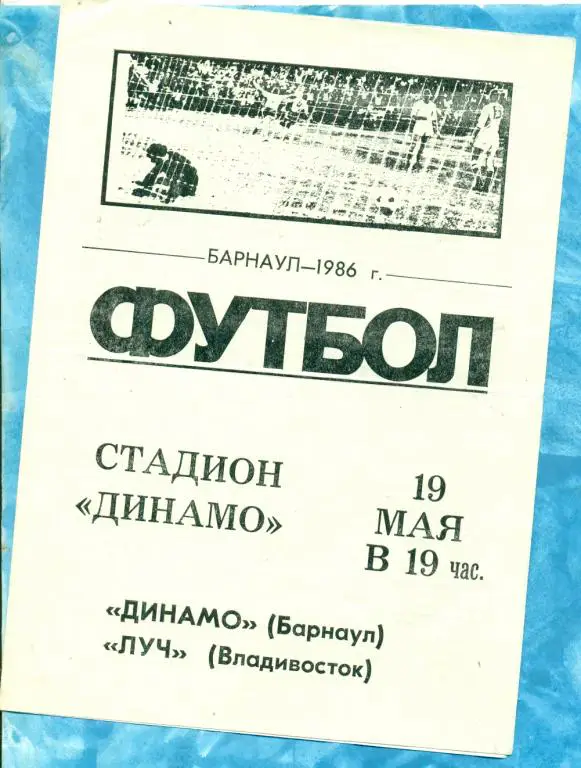 БАРНАУЛ—1986 г.
ФУТБОЛ
СТАДИОН
«ДИНАМО»
19
МАЯ
В 19 час.
«ДИНАМО» (Барнаул)
«ЛУЧ» (Владивосток)